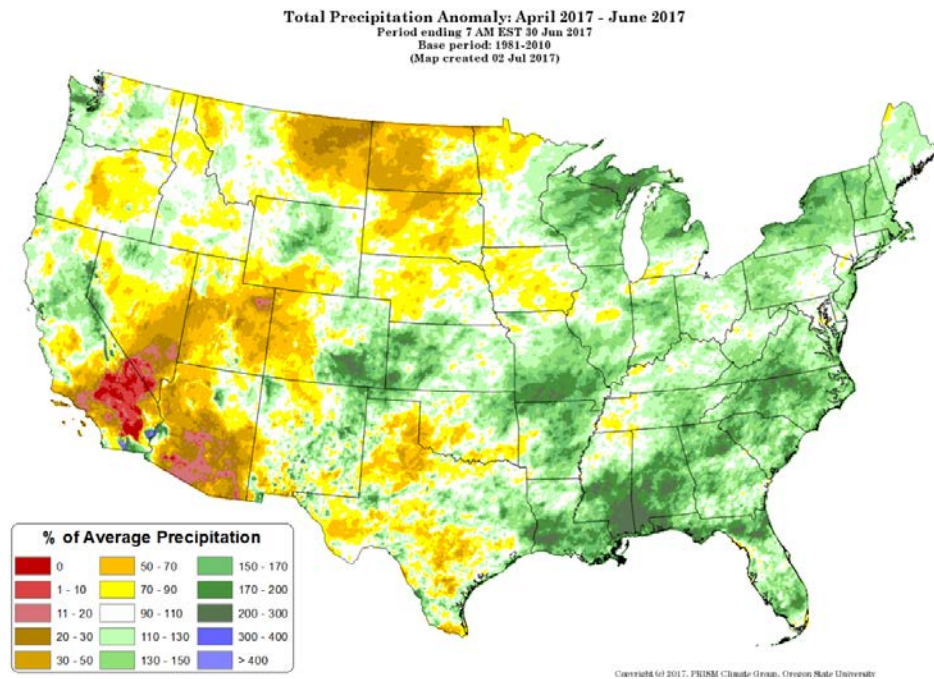 Total Precipitation Anomaly: April 2017 - June 2017
Period ending 7 AM EST 30 Jun 2017
Base period: 1981-2010
(Map created 02 Jul 2017)
% of Average Precipitation
0 50 - 70 150 - 170
1 - 10 70 - 90 170 - 200
11 - 20 90 - 110 200 - 300
20 - 30 110 - 130 300 - 400
30 - 50 130 - 150 > 400
Copyright (c) 2017, PRISM Climate Group, Oregon State University